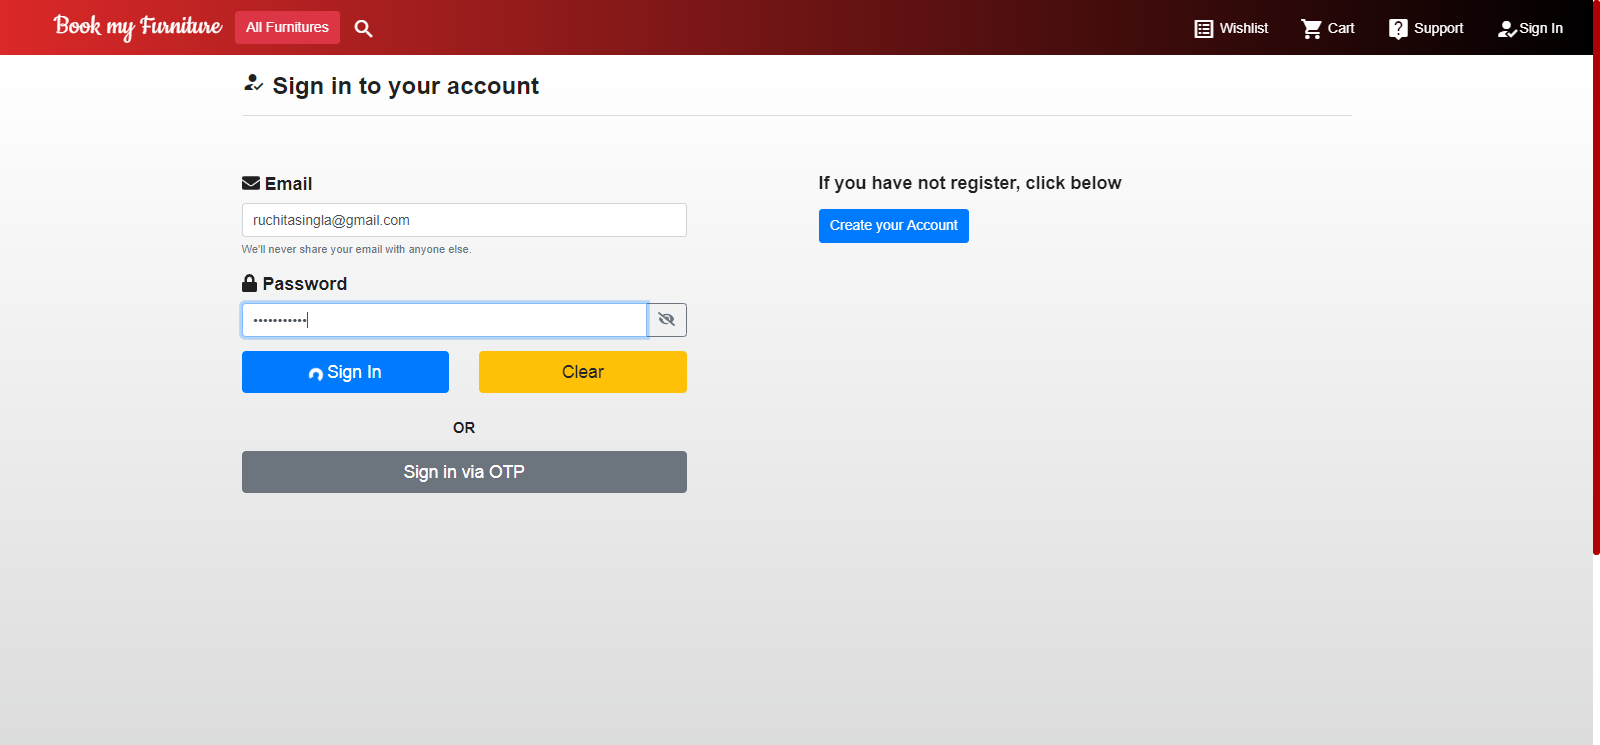 Book my Furniture All Furnitures Wishlist Cart Support Sign In
Sign in to your account
Email
ruchitasingla@gmail.com
We'll never share your email with anyone else.
Password
•••••••••••
Sign In Clear
OR
Sign in via OTP
If you have not register, click below
Create your Account